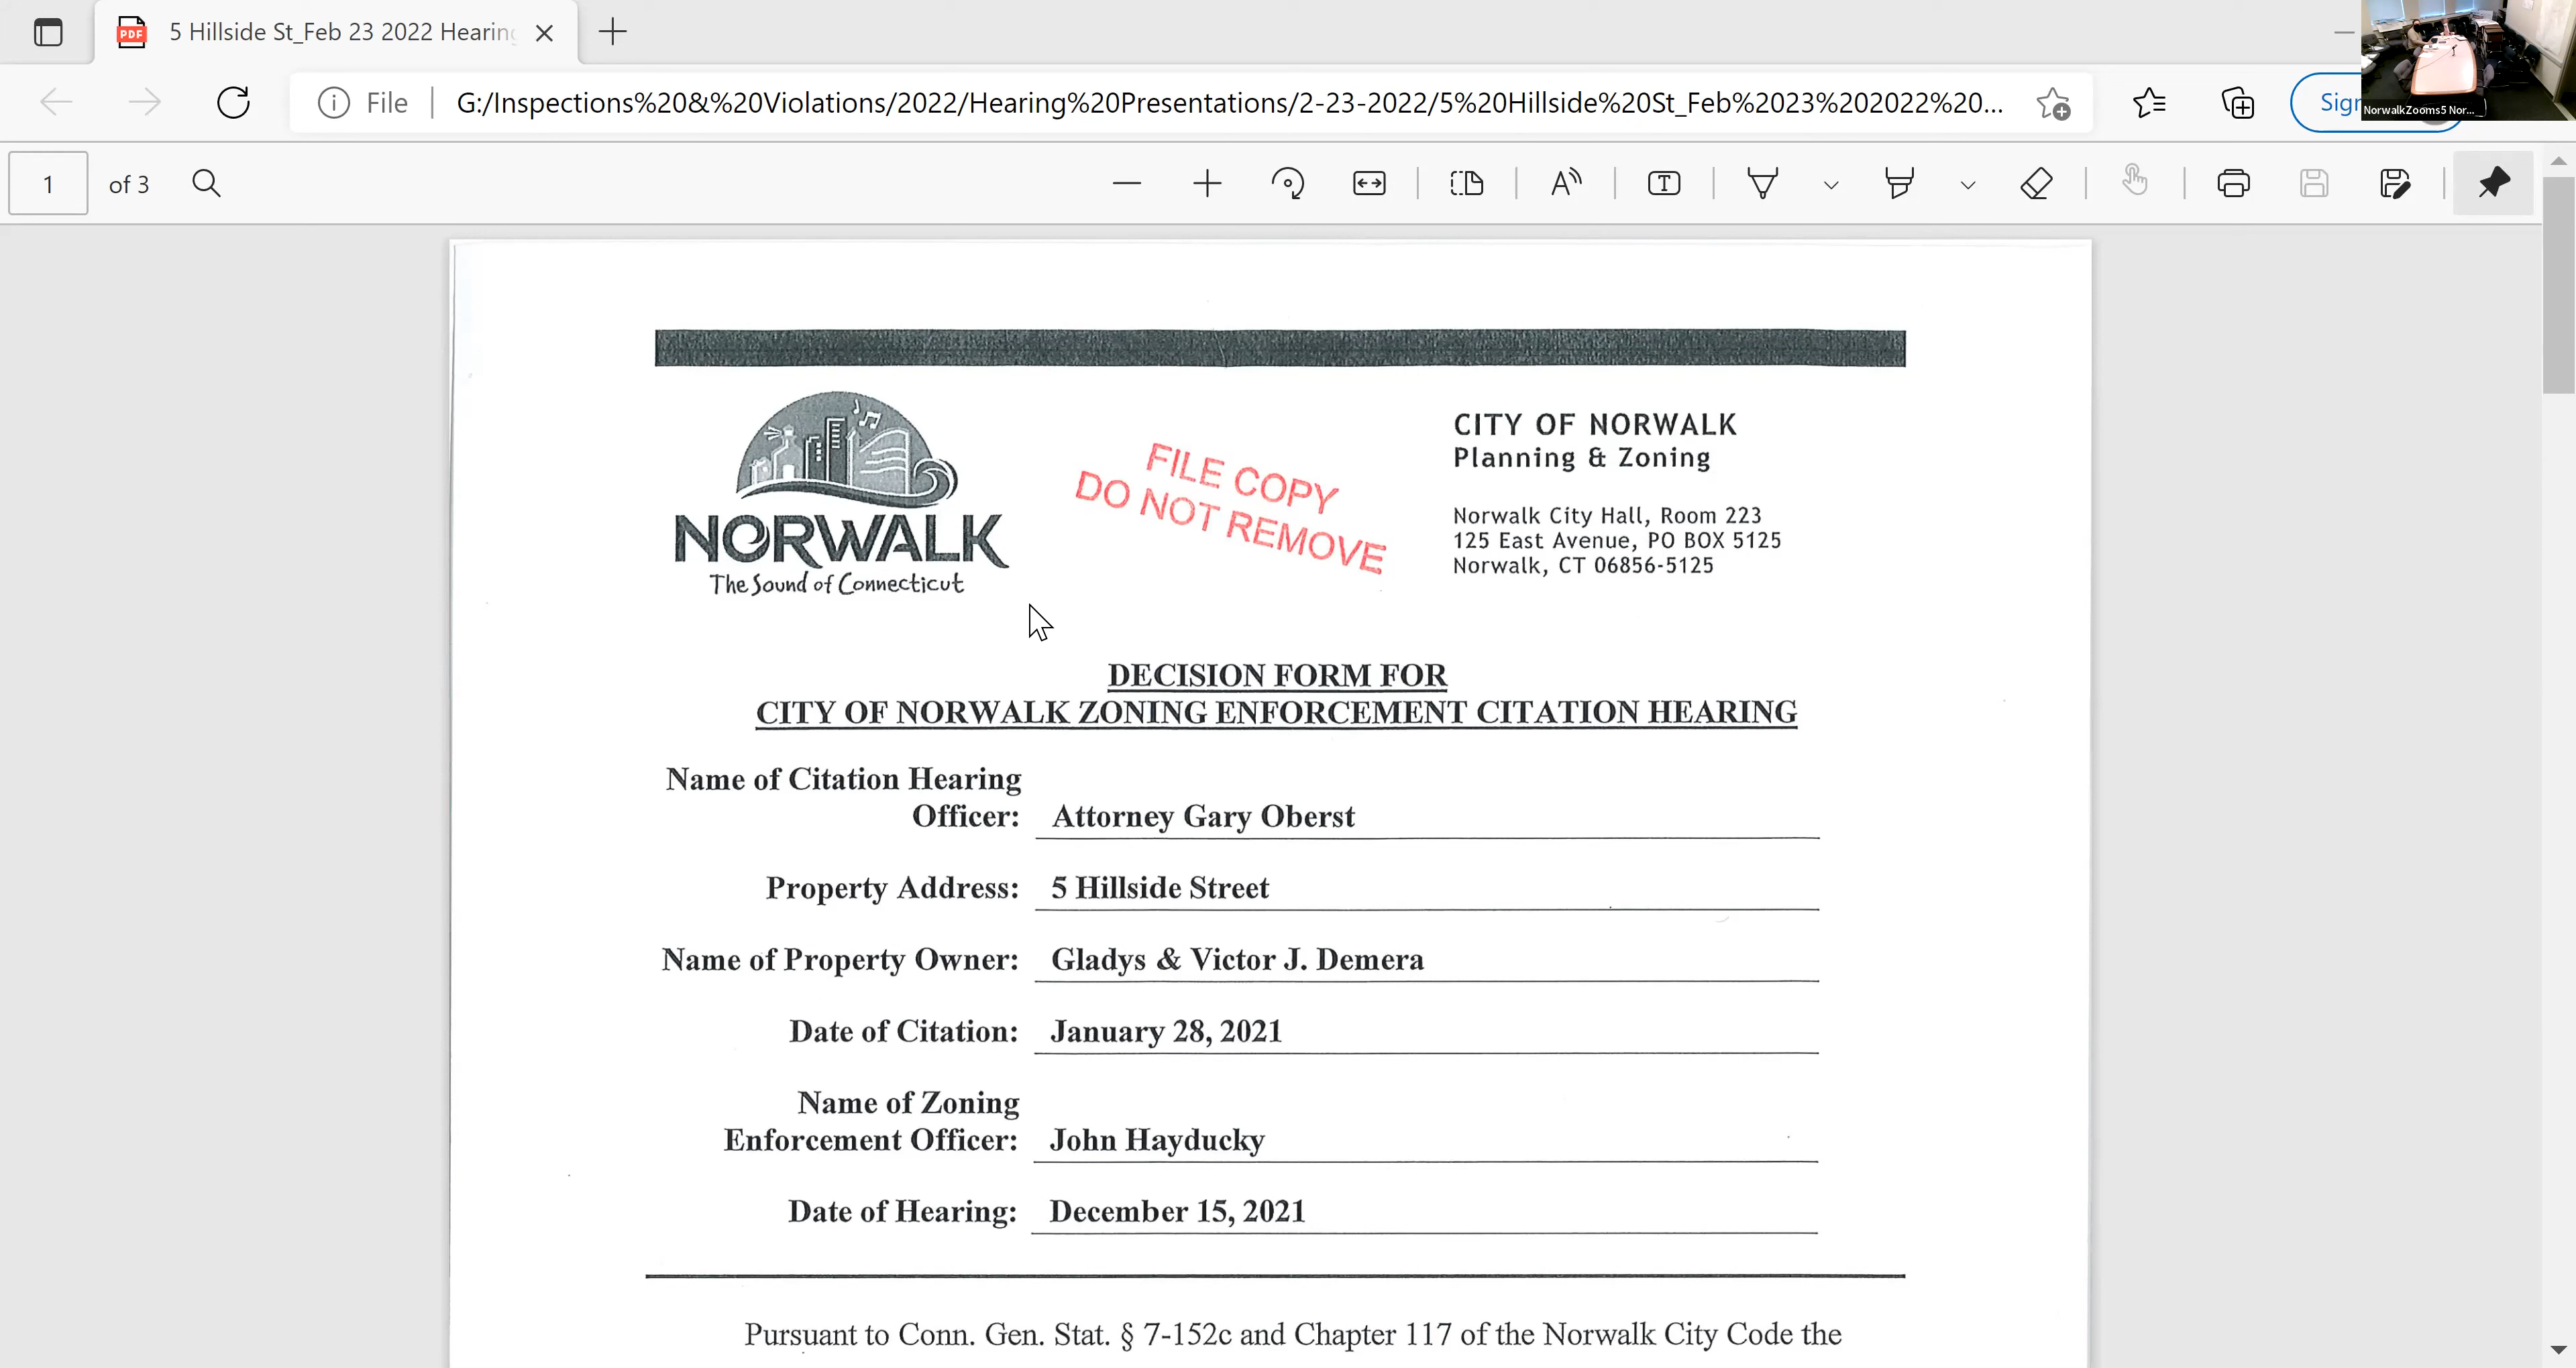 5 Hillside St_Feb 23 2022 Hearing
File
G:/Inspections%20&%20Violations/2022/Hearing%20Presentations/2-23-2022/5%20Hillside%20St_Feb%2023%202022%20...
Sign
NorwalkZooms5 Nor...
1 of 3
PDF
CITY OF NORWALK
Planning & Zoning
Norwalk City Hall, Room 223
125 East Avenue, PO BOX 5125
Norwalk, CT 06856-5125
FILE COPY
DO NOT REMOVE
NORWALK
The Sound of Connecticut
DECISION FORM FOR
CITY OF NORWALK ZONING ENFORCEMENT CITATION HEARING
Name of Citation Hearing
Officer: Attorney Gary Oberst
Property Address: 5 Hillside Street
Name of Property Owner: Gladys & Victor J. Demera
Date of Citation: January 28, 2021
Name of Zoning
Enforcement Officer: John Hayducky
Date of Hearing: December 15, 2021
Pursuant to Conn. Gen. Stat. § 7-152c and Chapter 117 of the Norwalk City Code the